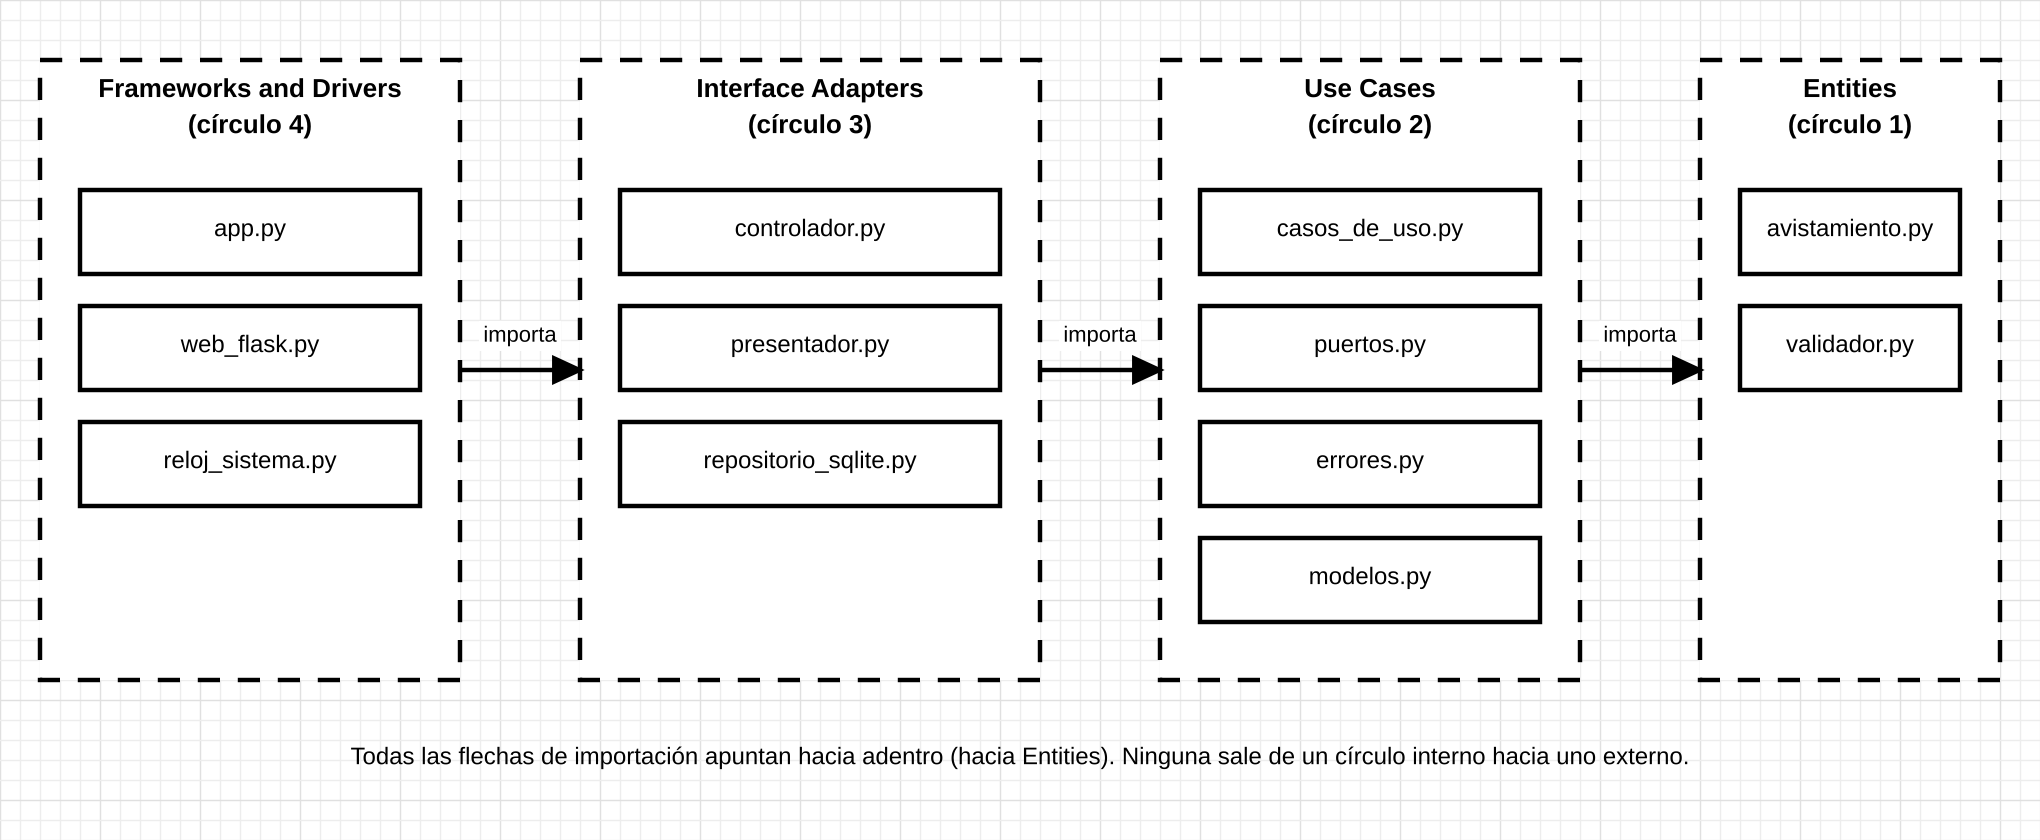 Frameworks and Drivers
(círculo 4)
app.py
web_flask.py
reloj_sistema.py
importa
Interface Adapters
(círculo 3)
controlador.py
presentador.py
repositorio_sqlite.py
importa
Use Cases
(círculo 2)
casos_de_uso.py
puertos.py
errores.py
modelos.py
importa
Entities
(círculo 1)
avistamiento.py
validador.py
Todas las flechas de importación apuntan hacia adentro (hacia Entities). Ninguna sale de un círculo interno hacia uno externo.